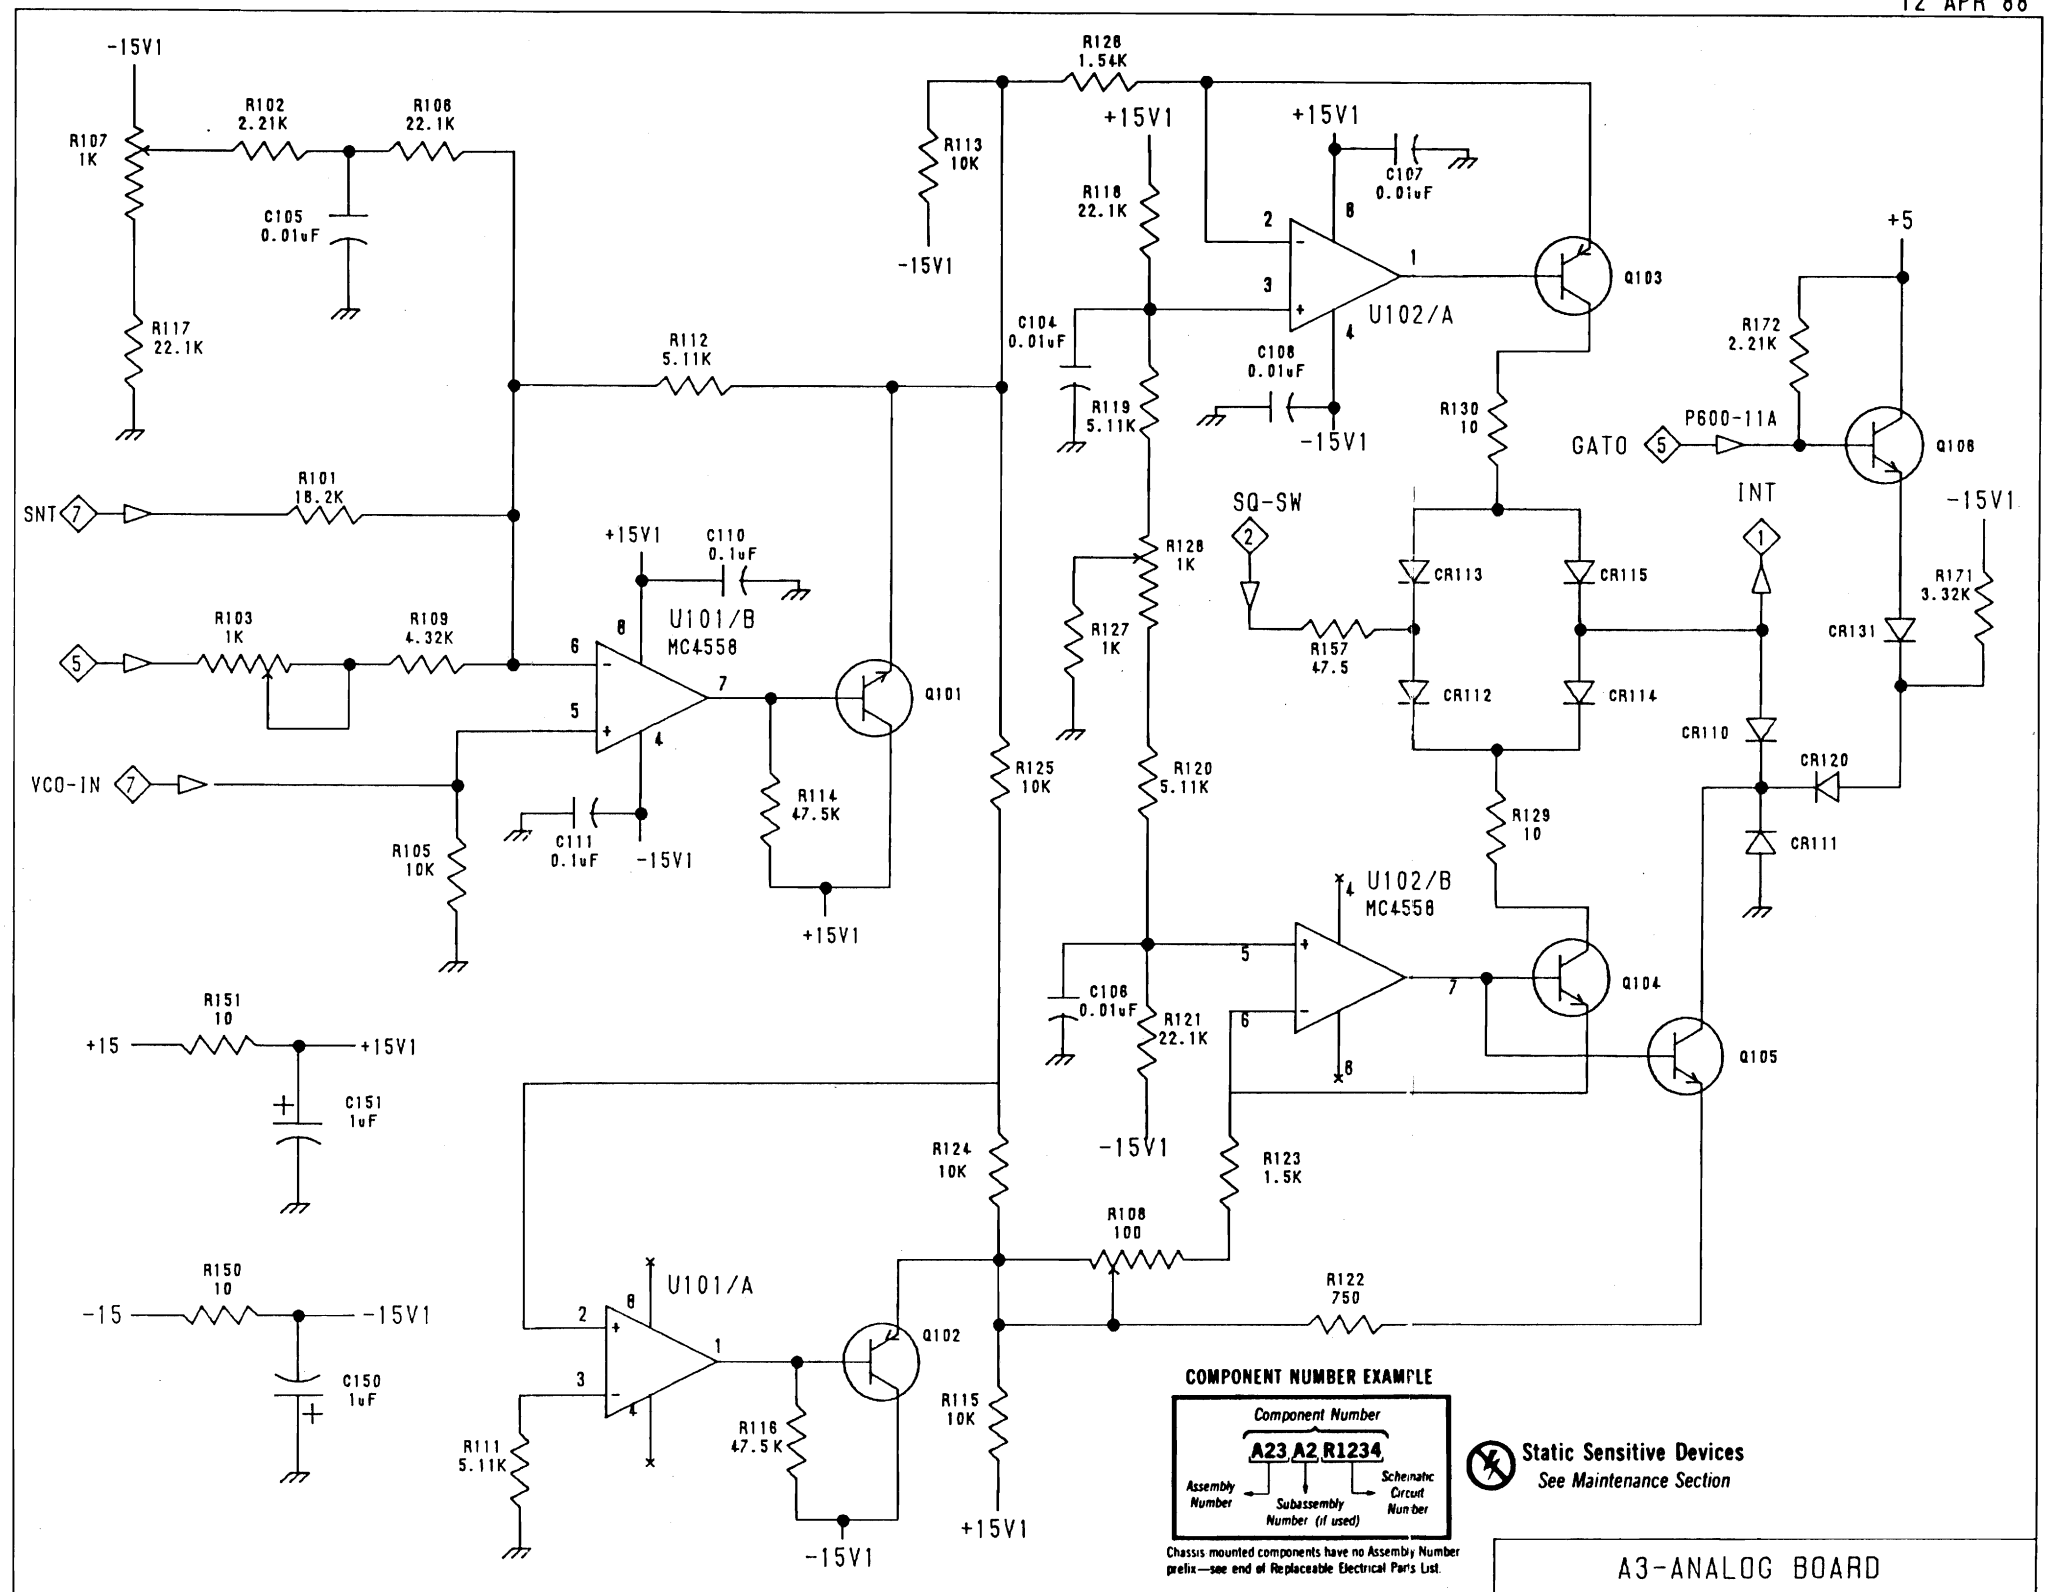 12 APR 88
-15V1
R107
1K
R102
2.21K
R106
22.1K
C105
0.01uF
R117
22.1K
R112
5.11K
SNT 7
R101
18.2K
+15V1
C110
0.1uF
U101/B
MC4558
8
6
5
7
4
5
R103
1K
R109
4.32K
Q101
VCO-IN 7
R105
10K
C111
0.1uF
-15V1
R114
47.5K
+15V1
R113
10K
-15V1
R126
1.54K
+15V1
R118
22.1K
+15V1
C107
0.01uF
8
2
3
1
4
U102/A
Q103
C104
0.01uF
C108
0.01uF
-15V1
R119
5.11K
R130
10
+5
R172
2.21K
P600-11A
GATO 5
Q106
SQ-SW
2
INT
1
-15V1
R128
1K
R127
1K
R157
47.5
CR113
CR115
CR112
CR114
CR131
R171
3.32K
CR110
CR120
CR111
R125
10K
R120
5.11K
R129
10
U102/B
MC4558
4
5
6
7
8
Q104
Q105
C106
0.01uF
R121
22.1K
-15V1
R151
10
+15
+15V1
+
C151
1uF
R150
10
-15
-15V1
C150
1uF
+
R124
10K
R123
1.5K
R108
100
R122
750
U101/A
8
2
3
1
4
Q102
R111
5.11K
R116
47.5K
-15V1
R115
10K
+15V1
COMPONENT NUMBER EXAMPLE
Component Number
A23 A2 R1234
Assembly
Number
Subassembly
Number (if used)
Schematic
Circuit
Number
Chassis mounted components have no Assembly Number
prefix—see end of Replaceable Electrical Parts List.
Static Sensitive Devices
See Maintenance Section
A3-ANALOG BOARD